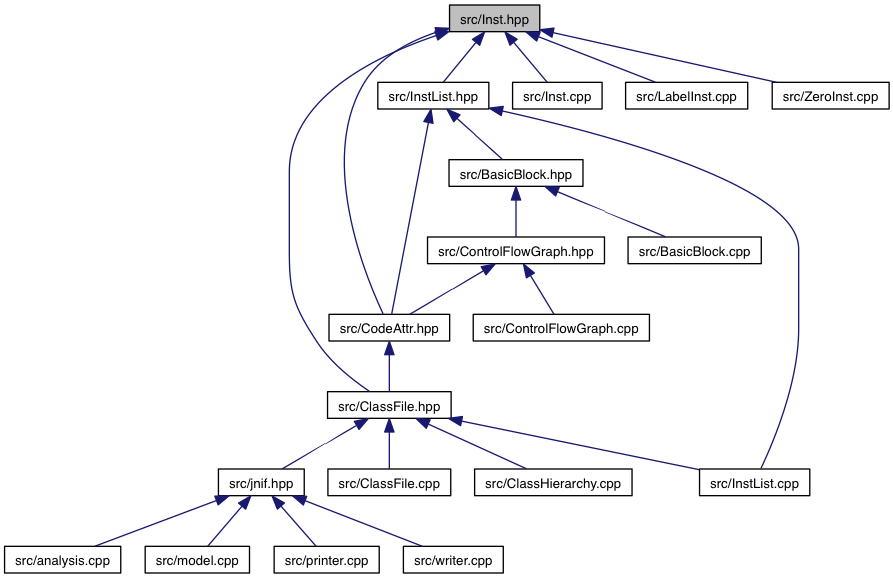 src/Inst.hpp
src/InstList.hpp
src/Inst.cpp
src/LabelInst.cpp
src/ZeroInst.cpp
src/BasicBlock.hpp
src/ControlFlowGraph.hpp
src/BasicBlock.cpp
src/CodeAttr.hpp
src/ControlFlowGraph.cpp
src/ClassFile.hpp
src/jnif.hpp
src/ClassFile.cpp
src/ClassHierarchy.cpp
src/InstList.cpp
src/analysis.cpp
src/model.cpp
src/printer.cpp
src/writer.cpp